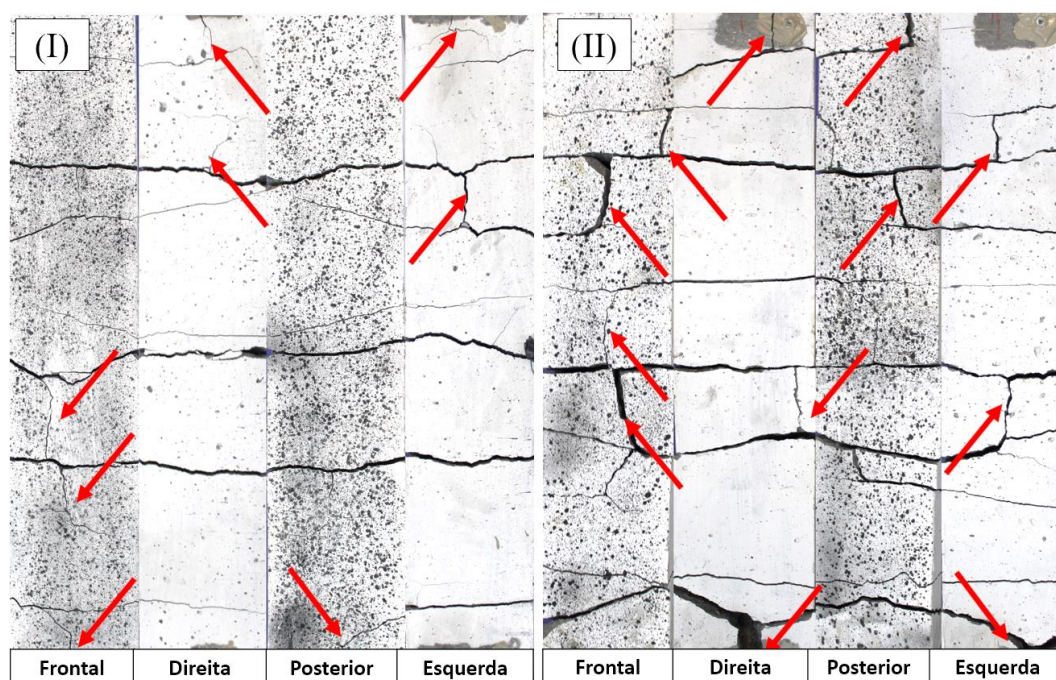 (I)
(II)
Frontal Direita Posterior Esquerda
Frontal Direita Posterior Esquerda